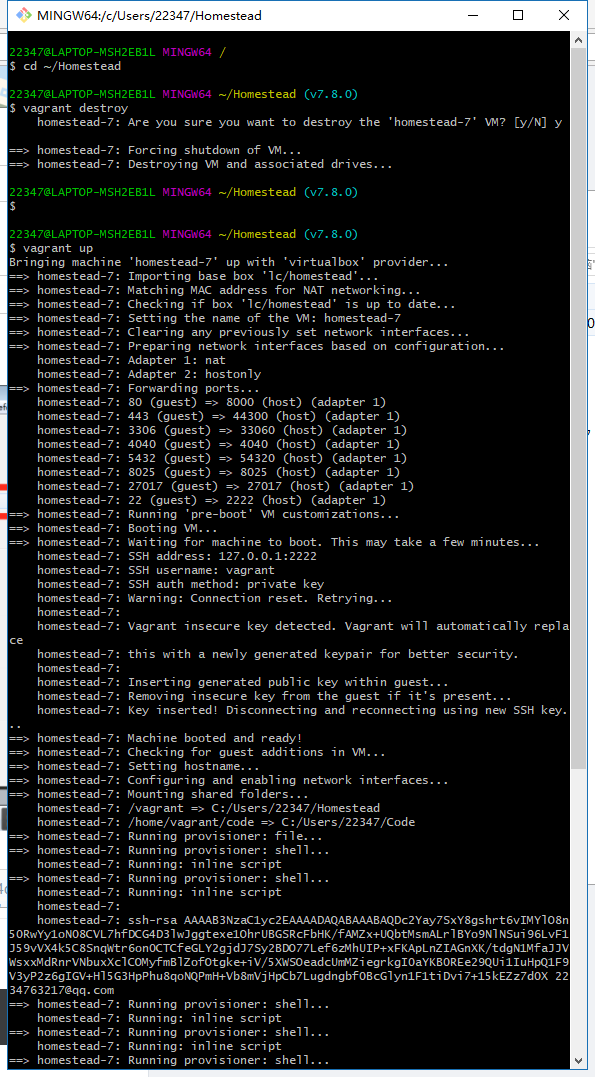 MINGW64:/c/Users/22347/Homestead
22347@LAPTOP-MSH2EB1L MINGW64 /
$ cd ~/Homestead
22347@LAPTOP-MSH2EB1L MINGW64 ~/Homestead (v7.8.0)
$ vagrant destroy
homestead-7: Are you sure you want to destroy the 'homestead-7' VM? [y/N] y
==> homestead-7: Forcing shutdown of VM...
==> homestead-7: Destroying VM and associated drives...
22347@LAPTOP-MSH2EB1L MINGW64 ~/Homestead (v7.8.0)
$
22347@LAPTOP-MSH2EB1L MINGW64 ~/Homestead (v7.8.0)
$ vagrant up
Bringing machine 'homestead-7' up with 'virtualbox' provider...
==> homestead-7: Importing base box 'lc/homestead'...
==> homestead-7: Matching MAC address for NAT networking...
==> homestead-7: Checking if box 'lc/homestead' is up to date...
==> homestead-7: Setting the name of the VM: homestead-7
==> homestead-7: Clearing any previously set network interfaces...
==> homestead-7: Preparing network interfaces based on configuration...
homestead-7: Adapter 1: nat
homestead-7: Adapter 2: hostonly
==> homestead-7: Forwarding ports...
homestead-7: 80 (guest) => 8000 (host) (adapter 1)
homestead-7: 443 (guest) => 44300 (host) (adapter 1)
homestead-7: 3306 (guest) => 33060 (host) (adapter 1)
homestead-7: 4040 (guest) => 4040 (host) (adapter 1)
homestead-7: 5432 (guest) => 54320 (host) (adapter 1)
homestead-7: 8025 (guest) => 8025 (host) (adapter 1)
homestead-7: 27017 (guest) => 27017 (host) (adapter 1)
homestead-7: 22 (guest) => 2222 (host) (adapter 1)
==> homestead-7: Running 'pre-boot' VM customizations...
==> homestead-7: Booting VM...
==> homestead-7: Waiting for machine to boot. This may take a few minutes...
homestead-7: SSH address: 127.0.0.1:2222
homestead-7: SSH username: vagrant
homestead-7: SSH auth method: private key
homestead-7: Warning: Connection reset. Retrying...
homestead-7:
homestead-7: Vagrant insecure key detected. Vagrant will automatically repla
ce
homestead-7: this with a newly generated keypair for better security.
homestead-7:
homestead-7: Inserting generated public key within guest...
homestead-7: Removing insecure key from the guest if it's present...
homestead-7: Key inserted! Disconnecting and reconnecting using new SSH key.
..
==> homestead-7: Machine booted and ready!
==> homestead-7: Checking for guest additions in VM...
==> homestead-7: Setting hostname...
==> homestead-7: Configuring and enabling network interfaces...
==> homestead-7: Mounting shared folders...
homestead-7: /vagrant => C:/Users/22347/Homestead
homestead-7: /home/vagrant/code => C:/Users/22347/Code
==> homestead-7: Running provisioner: file...
==> homestead-7: Running provisioner: shell...
homestead-7: Running: inline script
==> homestead-7: Running provisioner: shell...
homestead-7: Running: inline script
homestead-7:
homestead-7: ssh-rsa AAAAB3NzaC1yc2EAAAADAQABAAABAQDc2Yay7SxY8gshrt6vIMYlO8n
5ORwYy1oNO8CVL7hfDCG4D3lwJggtexe1OhrUBGSRcFbHK/fAMZx+UQbtMsmALrlBYo9NlNSui96LvF1
J59vVX4k5C8SnqWtr6onOCTCfeGLY2gjdJ7Sy2BDO77Lef6zMhUIP+xFKApLnZIAGnXK/tdgN1MfaJJV
WsxxMdRnrVNbuxXclCOMyfmBlZofOtgke+iV/5XWSOeadcUmMZiegrkgIOaYKBOREe29QUi1IuHpQ1F9
V3yP2z6gIGV+Hl5G3HpPhu8qoNQPmH+Vb8mVjHpCb7LugdngbfOBcGlyn1F1tiDvi7+15kEZz7dOX 22
34763217@qq.com
==> homestead-7: Running provisioner: shell...
homestead-7: Running: inline script
==> homestead-7: Running provisioner: shell...
homestead-7: Running: inline script
==> homestead-7: Running provisioner: shell...